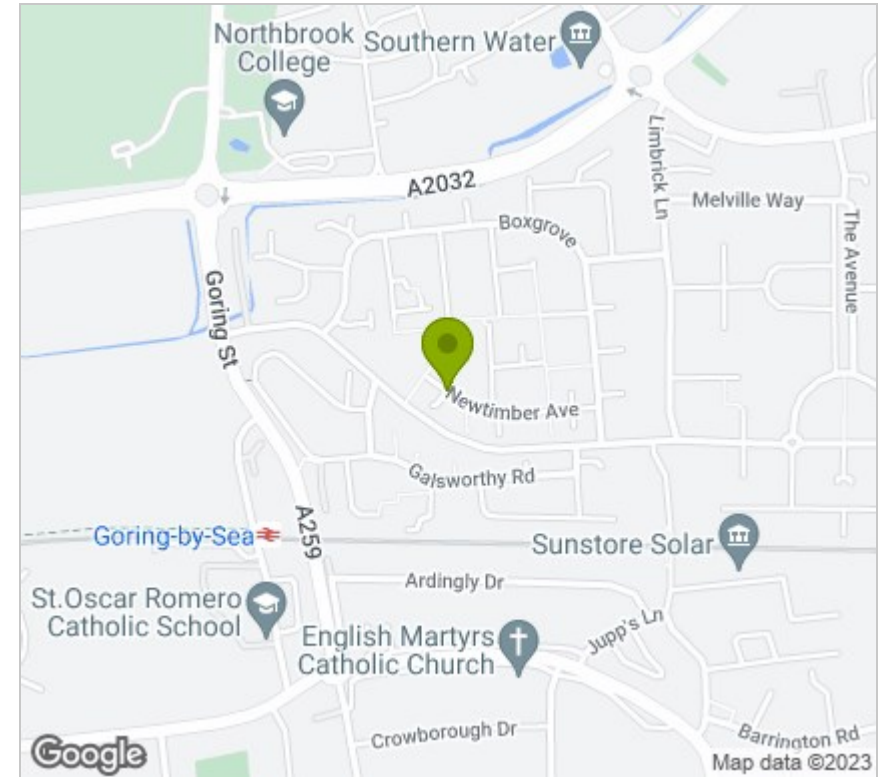 Northbrook
College
Southern Water
Limbrick Ln
A2032
Melville Way
Boxgrove
The Avenue
Goring St
Newtimber Ave
Galsworthy Rd
A259
Goring-by-Sea
Sunstore Solar
Ardingly Dr
St.Oscar Romero
Catholic School
English Martyrs
Catholic Church
Jupp's Ln
Crowborough Dr
Barrington Rd
Google
Map data ©2023